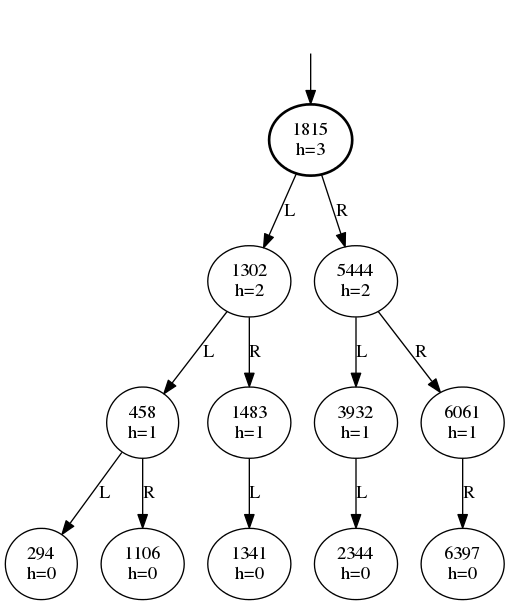 1815
h=3
L
R
1302
h=2
5444
h=2
L
R
L
R
458
h=1
1483
h=1
3932
h=1
6061
h=1
L
R
L
L
R
294
h=0
1106
h=0
1341
h=0
2344
h=0
6397
h=0